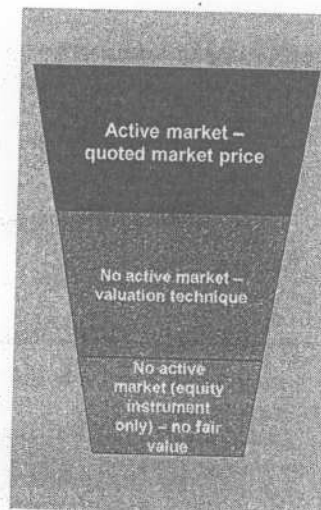 Active market –
quoted market price
No active market –
valuation technique
No active
market (equity
instrument
only) – no fair
value